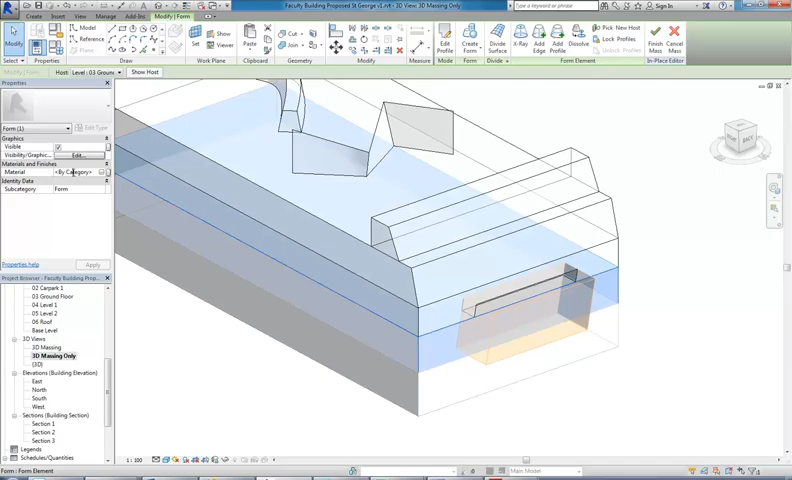 Faculty Building Proposed St George v1.rvt - 3D View: 3D Massing Only
Type a keyword or phrase
Sign In
Create Insert View Manage Add-Ins Modify | Form
Modify
Select
Properties
Model
Reference
Draw
Set
Show
Viewer
Work Plane
Paste
Clipboard
Cut
Join
Geometry
Modify
Measure
Edit Profile
Mode
Create Form
Form
Divide Surface
X-Ray
Add Edge
Add Profile
Dissolve
Pick New Host
Lock Profiles
Unlock Profiles
Form Element
Finish Mass
Cancel Mass
In-Place Editor
Modify | Form
Host: Level : 03 Groun
Show Host
Properties
Form (1)
Edit Type
Graphics
Visible
Visibility/Graphic... Edit...
Materials and Finishes
Material <By Category>
Identity Data
Subcategory Form
Properties help
Apply
Project Browser - Faculty Building Prop...
02 Carpark 1
03 Ground Floor
04 Level 1
05 Level 2
06 Roof
Base Level
3D Views
3D Massing
3D Massing Only
{3D}
Elevations (Building Elevation)
East
North
South
West
Sections (Building Section)
Section 1
Section 2
Section 3
Legends
Schedules/Quantities
BACK
1 : 100
Form : Form Element
:0
Main Model